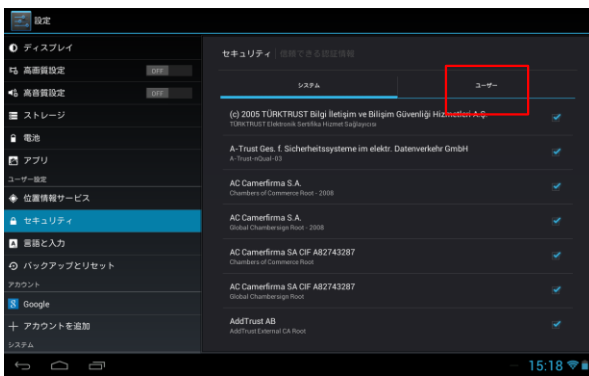 設定
ディスプレイ
高画質設定 OFF
高音質設定 OFF
ストレージ
電池
アプリ
ユーザー設定
位置情報サービス
セキュリティ
言語と入力
バックアップとリセット
アカウント
Google
アカウントを追加
システム
セキュリティ 信頼できる認証情報
システム ユーザー
(c) 2005 TÜRKTRUST Bilgi İletişim ve Bilişim Güvenliği Hizmetleri A.Ş.
TÜRKTRUST Elektronik Sertifika Hizmet Sağlayıcısı
A-Trust Ges. f. Sicherheitssysteme im elektr. Datenverkehr GmbH
A-Trust-nQual-03
AC Camerfirma S.A.
Chambers of Commerce Root - 2008
AC Camerfirma S.A.
Global Chambersign Root - 2008
AC Camerfirma SA CIF A82743287
Chambers of Commerce Root
AC Camerfirma SA CIF A82743287
Global Chambersign Root
AddTrust AB
AddTrust External CA Root
15:18